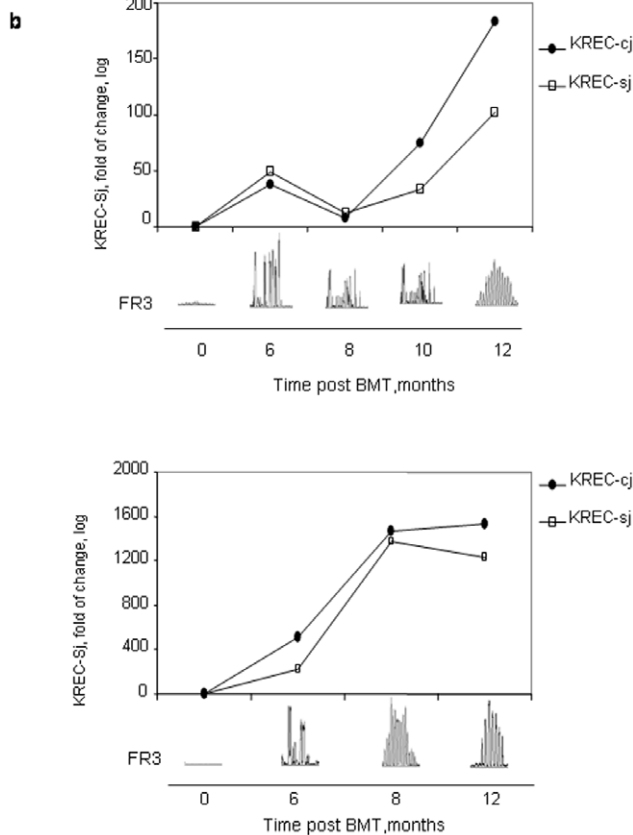 b
200
150
100
50
0
KREC-Sj, fold of change, log
KREC-cj
KREC-sj
FR3
0 6 8 10 12
Time post BMT,months
2000
1600
1200
800
400
0
KREC-Sj, fold of change, log
KREC-cj
KREC-sj
FR3
0 6 8 12
Time post BMT,months